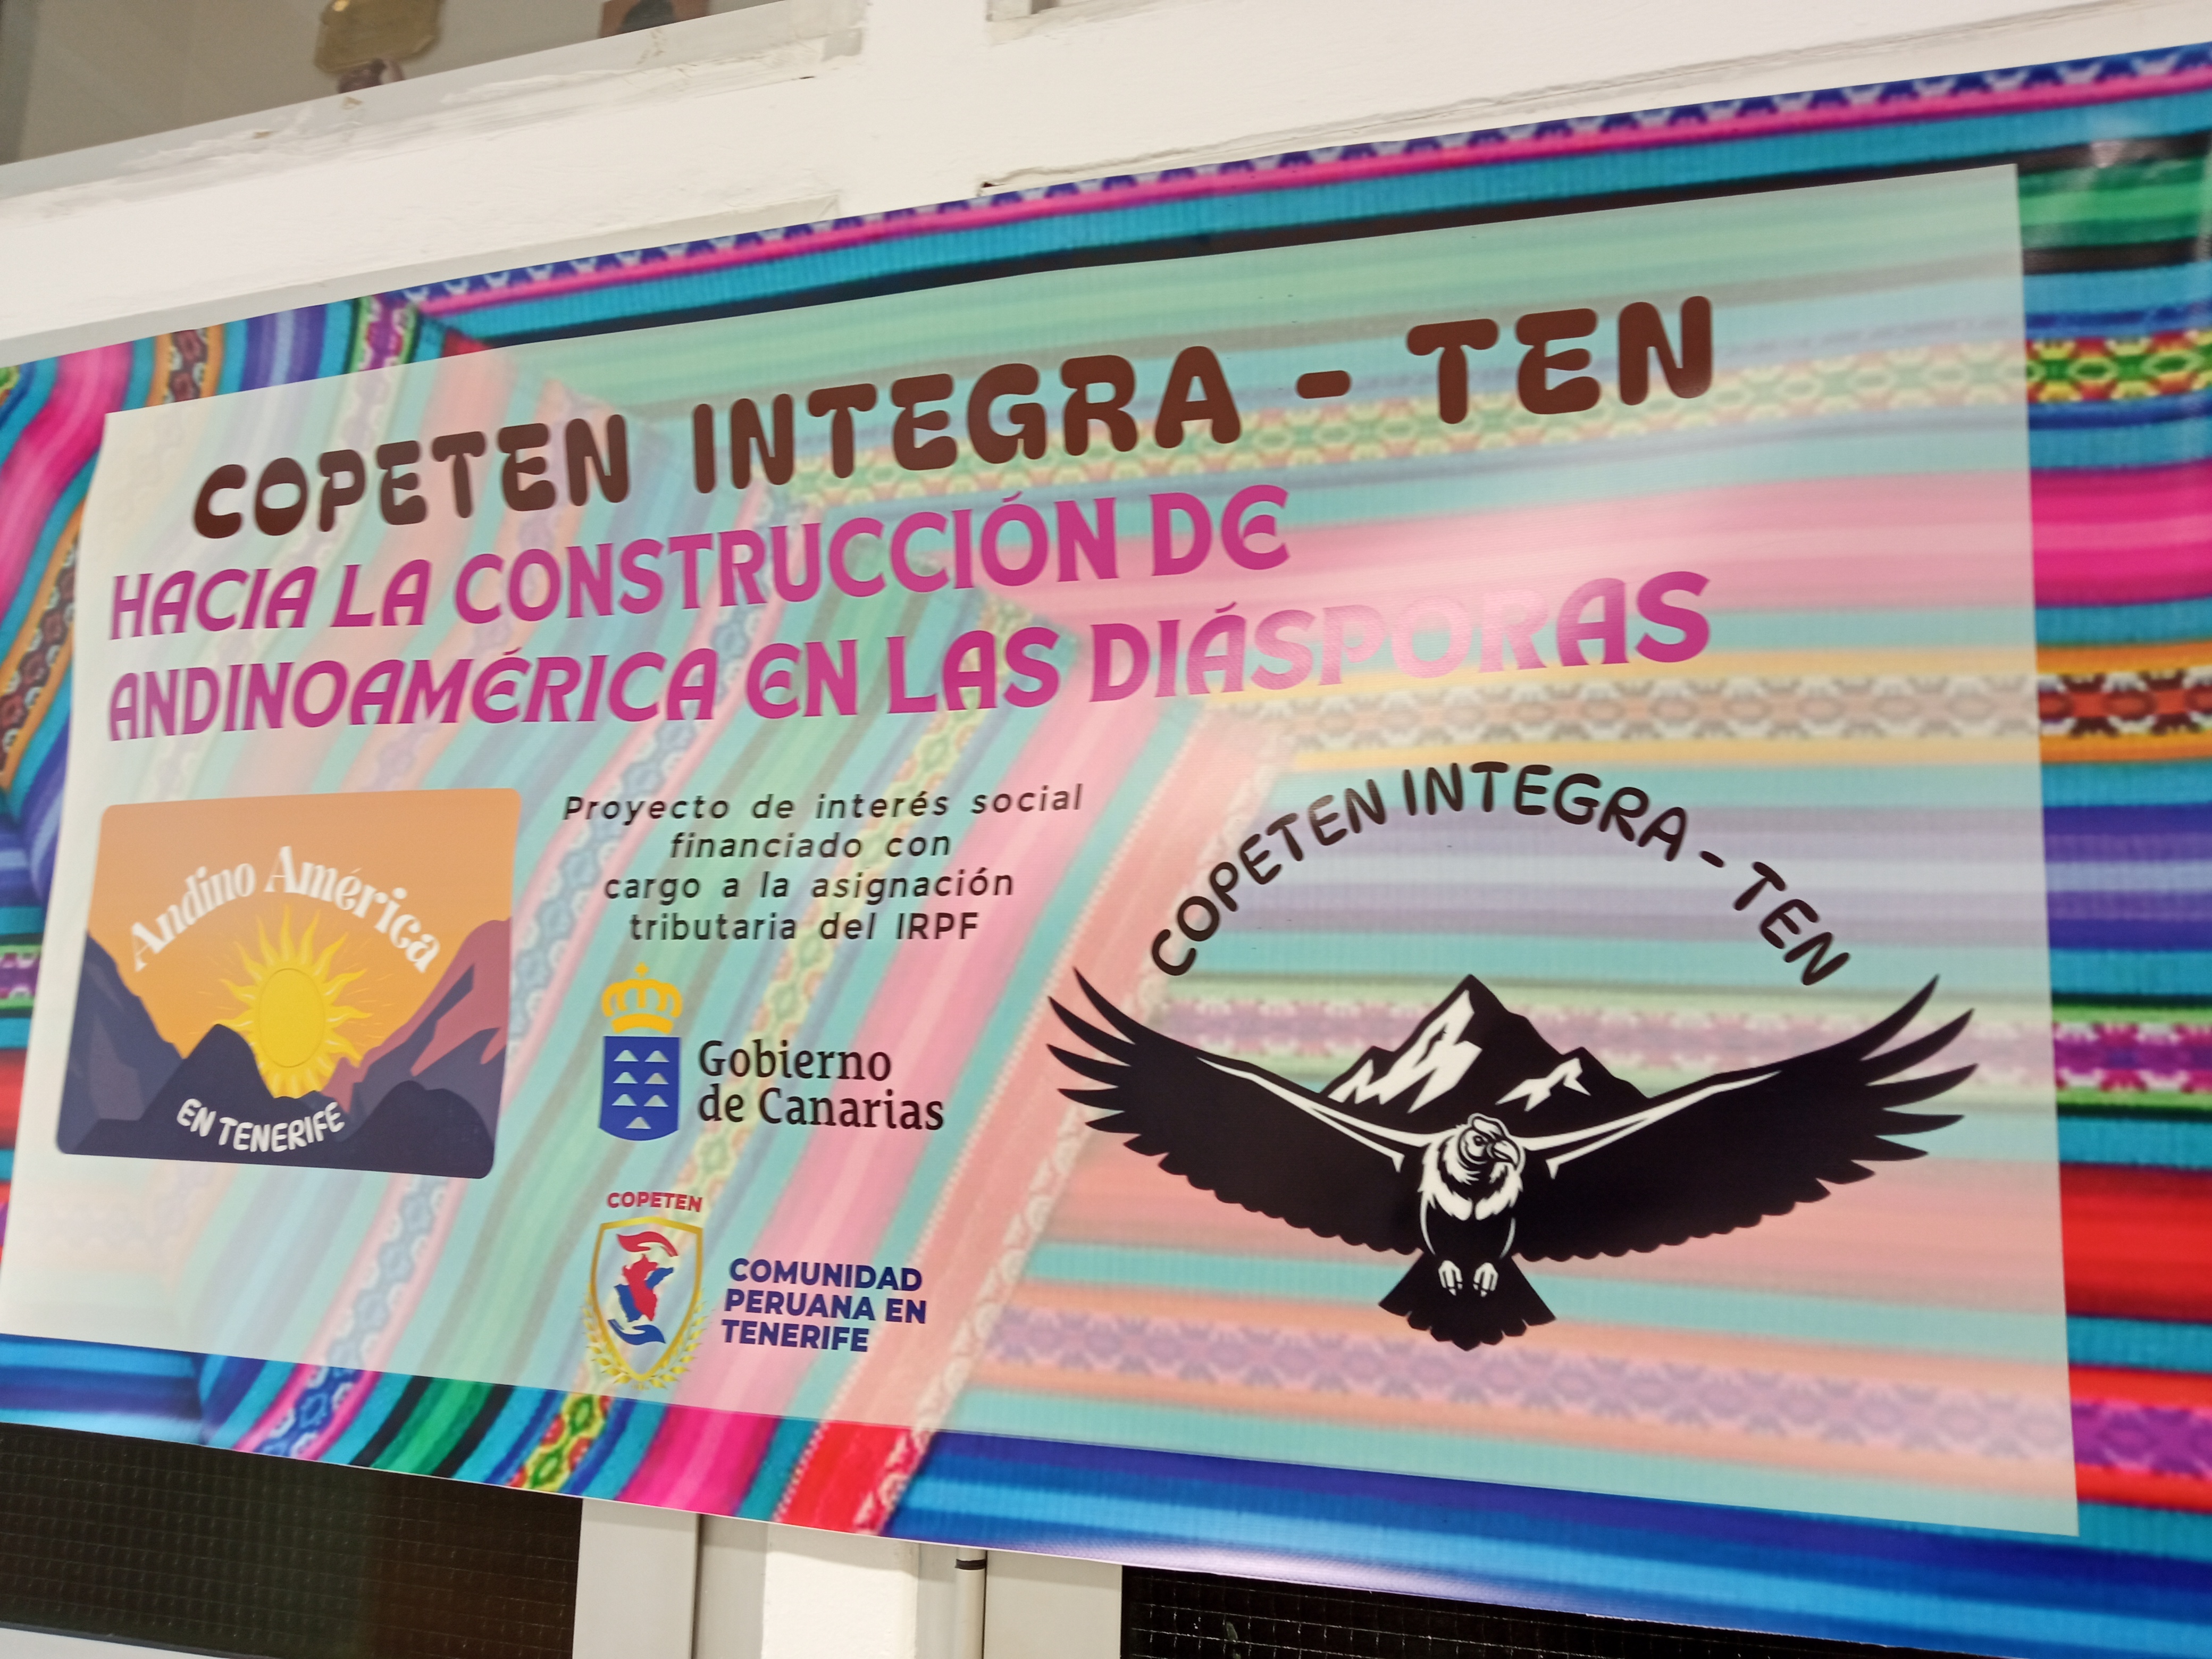 COPETEN INTEGRA - TEN
HACIA LA CONSTRUCCIÓN DE
ANDINOAMÉRICA EN LAS DIÁSPORAS
Andino América
EN TENERIFE
Proyecto de interés social
financiado con
cargo a la asignación
tributaria del IRPF
Gobierno
de Canarias
COPETEN
COMUNIDAD
PERUANA EN
TENERIFE
COPETEN INTEGRA - TEN